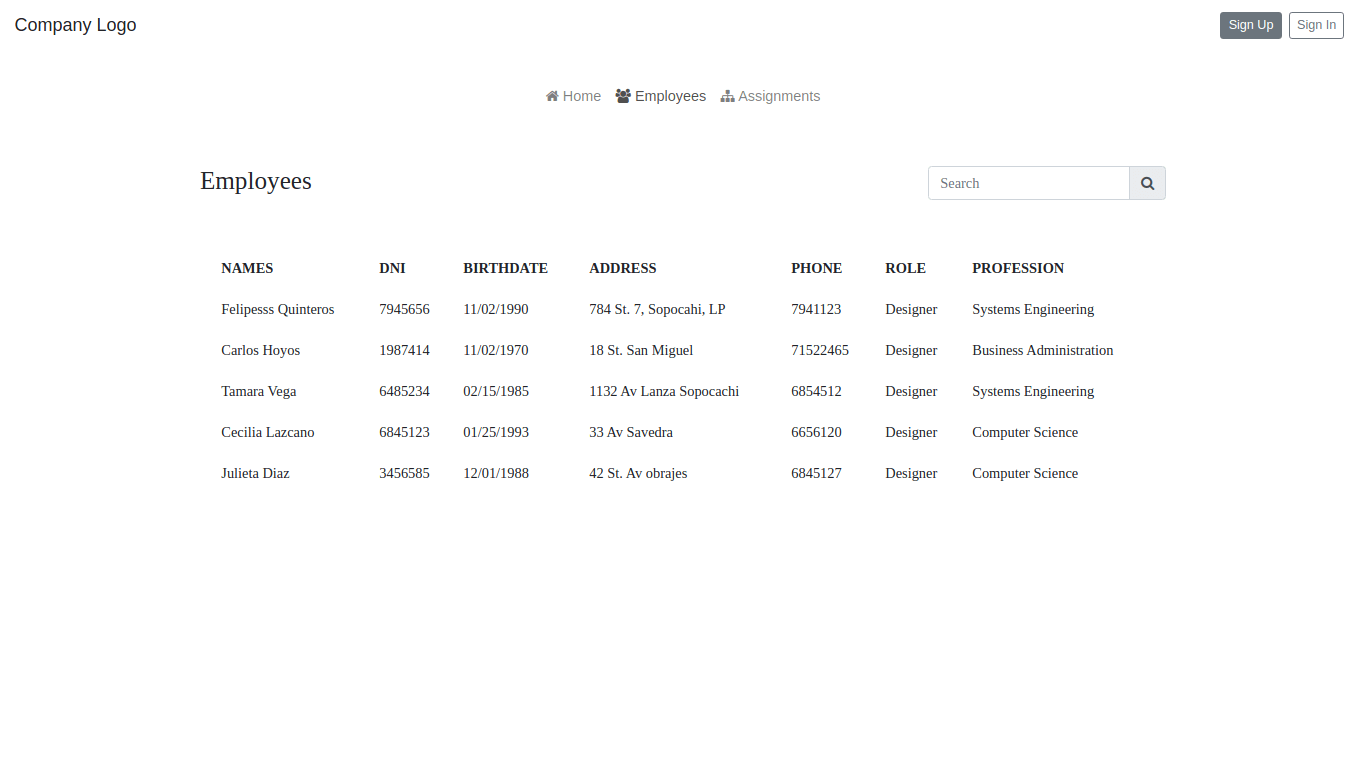 Company Logo Sign Up Sign In
Home Employees Assignments
Employees Search
NAMES DNI BIRTHDATE ADDRESS PHONE ROLE PROFESSION
Felipesss Quinteros 7945656 11/02/1990 784 St. 7, Sopocahi, LP 7941123 Designer Systems Engineering
Carlos Hoyos 1987414 11/02/1970 18 St. San Miguel 71522465 Designer Business Administration
Tamara Vega 6485234 02/15/1985 1132 Av Lanza Sopocachi 6854512 Designer Systems Engineering
Cecilia Lazcano 6845123 01/25/1993 33 Av Savedra 6656120 Designer Computer Science
Julieta Diaz 3456585 12/01/1988 42 St. Av obrajes 6845127 Designer Computer Science